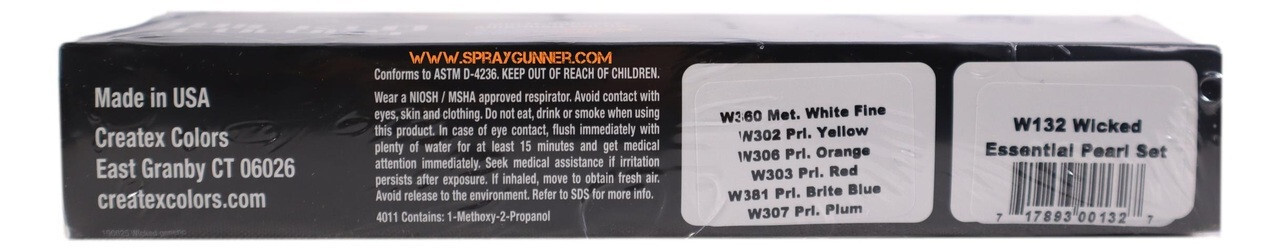 WWW.SPRAYGUNNER.COM
Made in USA
Createx Colors
East Granby CT 06026
createxcolors.com
Conforms to ASTM D-4236. KEEP OUT OF REACH OF CHILDREN.
Wear a NIOSH / MSHA approved respirator. Avoid contact with
eyes, skin and clothing. Do not eat, drink or smoke when using
this product. In case of eye contact, flush immediately with
plenty of water for at least 15 minutes and get medical
attention immediately. Seek medical assistance if irritation
persists after exposure. If inhaled, move to obtain fresh air.
Avoid release to the environment. Refer to SDS for more info.
4011 Contains: 1-Methoxy-2-Propanol
W360 Met. White Fine
W302 Prl. Yellow
W306 Prl. Orange
W303 Prl. Red
W381 Prl. Brite Blue
W307 Prl. Plum
W132 Wicked
Essential Pearl Set
7 17893 00132 7